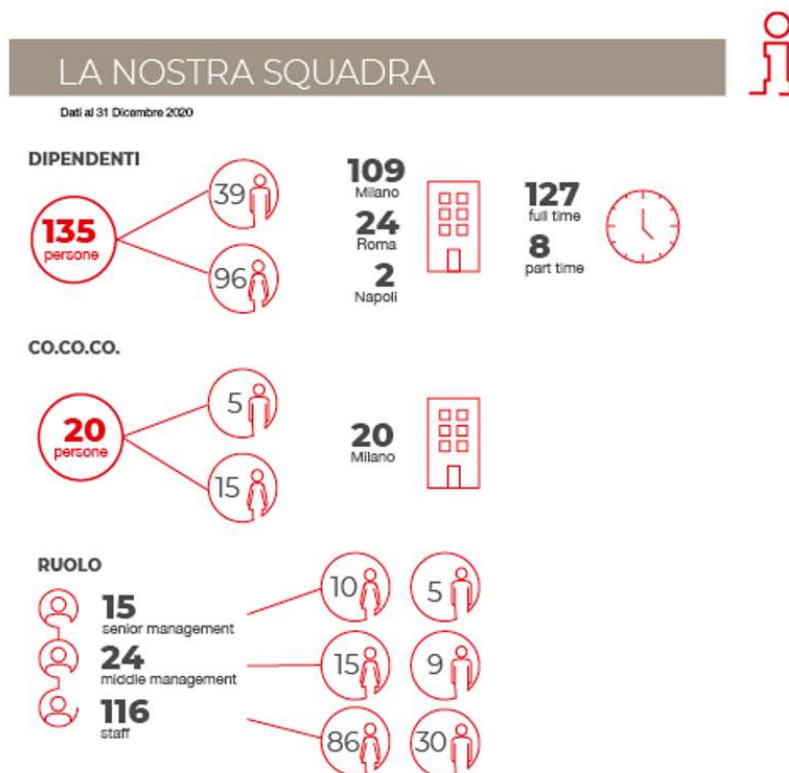 LA NOSTRA SQUADRA
Dati al 31 Dicembre 2020
DIPENDENTI
135
persone
39
96
109
Milano
24
Roma
2
Napoli
127
full time
8
part time
CO.CO.CO.
20
persone
5
15
20
Milano
RUOLO
15
senior management
10
5
24
middle management
15
9
116
staff
86
30